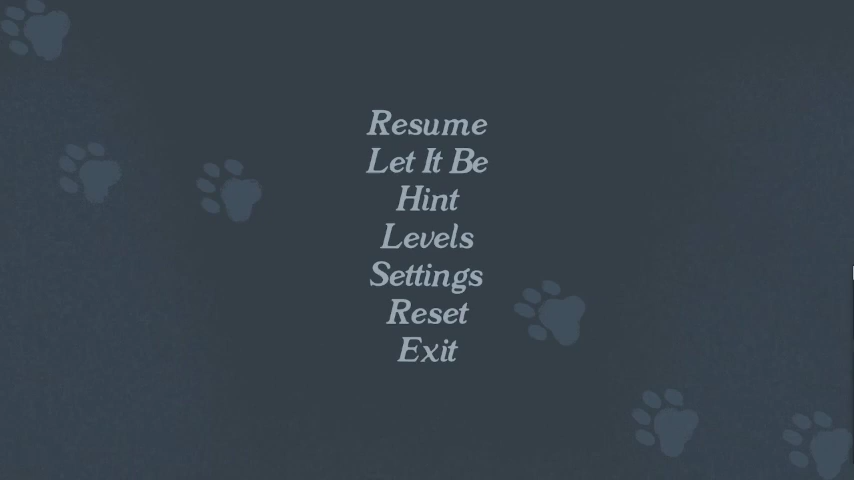 Resume
Let It Be
Hint
Levels
Settings
Reset
Exit